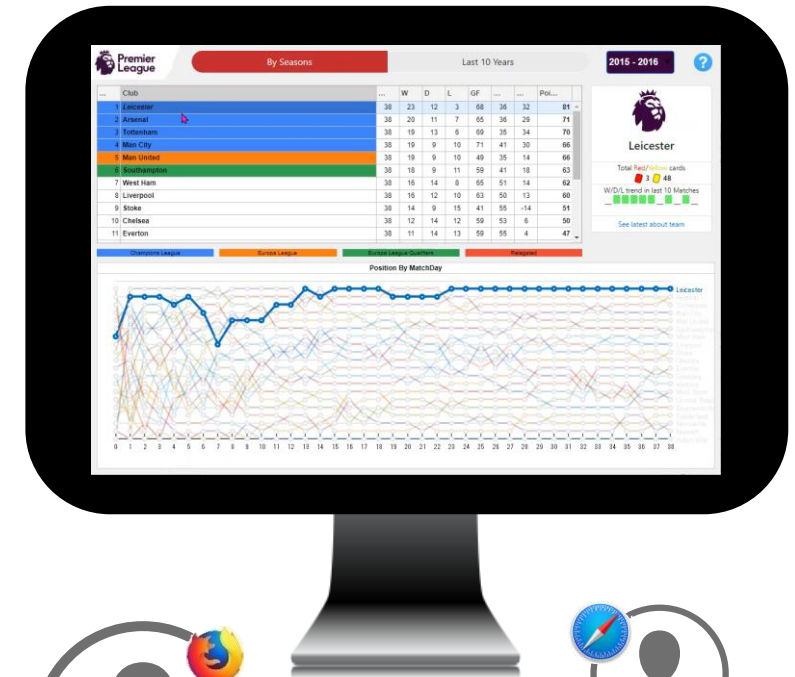 Premier
League
By Seasons
Last 10 Years
2015 - 2016
?
... Club ... W D L GF ... ... Poi...
1 Leicester 38 23 12 3 68 36 32 81
2 Arsenal 38 20 11 7 65 36 29 71
3 Tottenham 38 19 13 6 69 35 34 70
4 Man City 38 19 9 10 71 41 30 66
5 Man United 38 19 9 10 49 35 14 66
6 Southampton 38 18 9 11 59 41 18 63
7 West Ham 38 16 14 8 65 51 14 62
8 Liverpool 38 16 12 10 63 50 13 60
9 Stoke 38 14 9 15 41 55 -14 51
10 Chelsea 38 12 14 12 59 53 6 50
11 Everton 38 11 14 13 59 55 4 47
Leicester
Total Red/Yellow cards
3 48
W/D/L trend in last 10 Matches
See latest about team
Champions League
Europa League
Europa League Qualifiers
Relegated
Position By MatchDay
Leicester
0 1 2 3 4 5 6 7 8 9 10 11 12 13 14 15 16 17 18 19 20 21 22 23 24 25 26 27 28 29 30 31 32 33 34 35 36 37 38